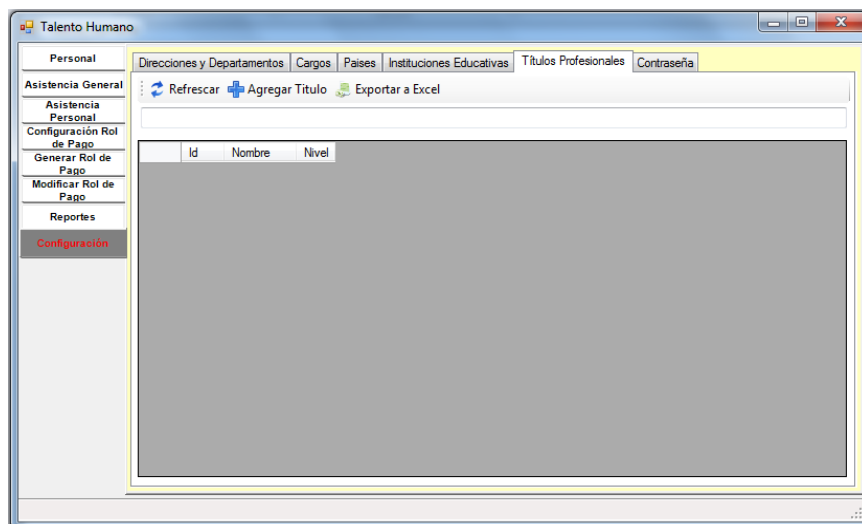 Talento Humano
Personal
Asistencia General
Asistencia
Personal
Configuración Rol
de Pago
Generar Rol de
Pago
Modificar Rol de
Pago
Reportes
Configuración
Direcciones y Departamentos Cargos Paises Instituciones Educativas Títulos Profesionales Contraseña
Refrescar Agregar Titulo Exportar a Excel
Id Nombre Nivel